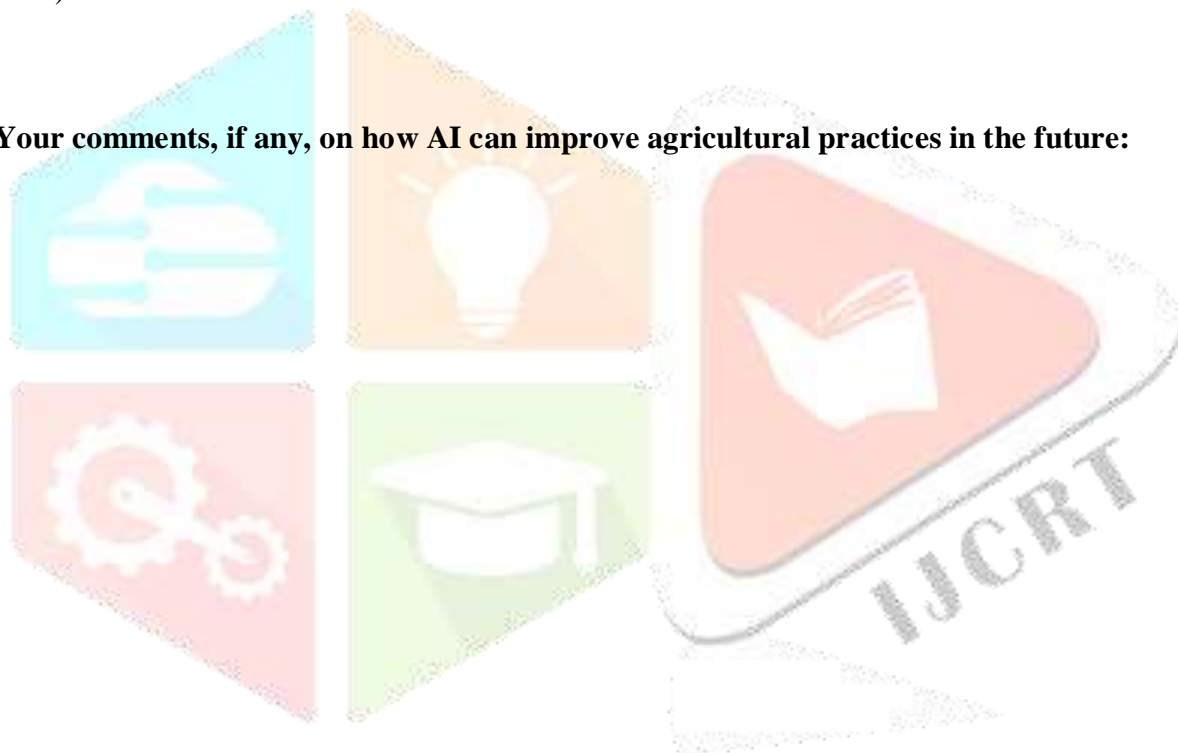 Your comments, if any, on how AI can improve agricultural practices in the future:
IJCRT